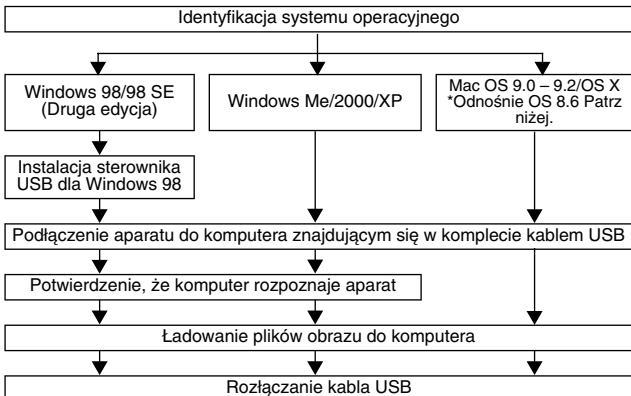 Identyfikacja systemu operacyjnego
Windows 98/98 SE
(Druga edycja)
Windows Me/2000/XP
Mac OS 9.0 – 9.2/OS X
*Odnośnie OS 8.6 Patrz
niżej.
Instalacja sterownika
USB dla Windows 98
Podłączenie aparatu do komputera znajdującym się w komplecie kablem USB
Potwierdzenie, że komputer rozpoznaje aparat
Ładowanie plików obrazu do komputera
Rozłączanie kabla USB